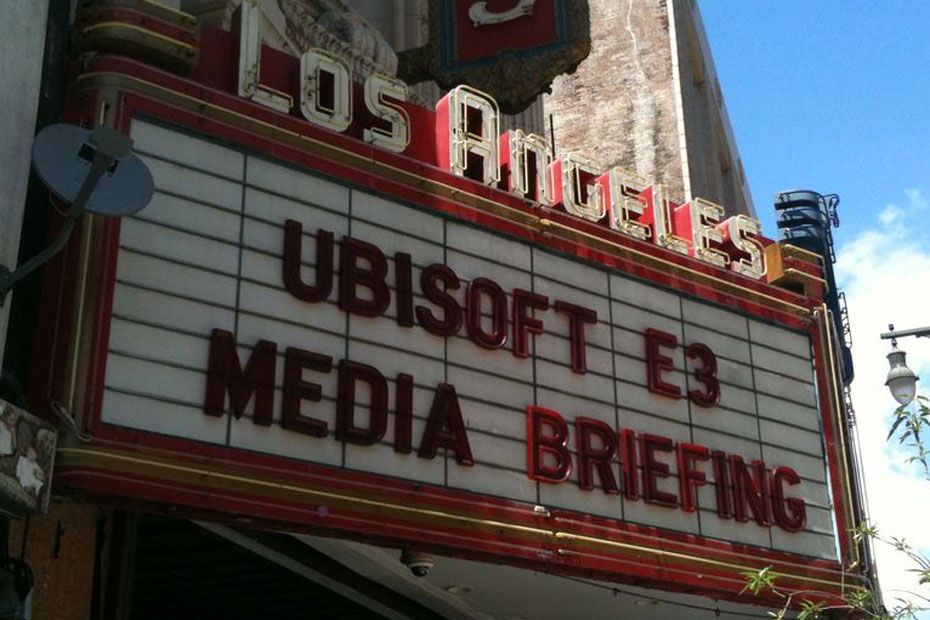 Los Angeles
UBISOFT E3
MEDIA BRIEFING